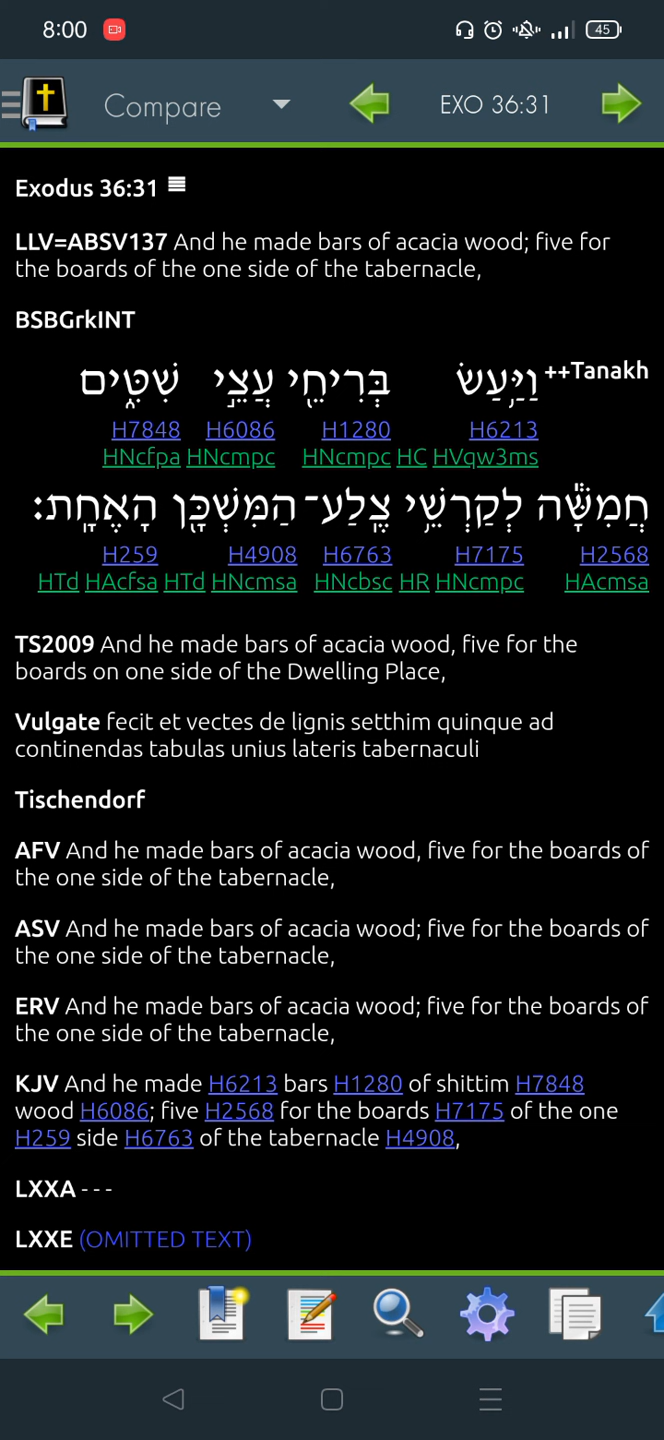 8:00
45
Compare
EXO 36:31
Exodus 36:31
LLV=ABSV137 And he made bars of acacia wood; five for
the boards of the one side of the tabernacle,
BSBGrkINT
++Tanakh וַיַּ֥עַשׂ בְּרִיחֵ֖י עֲצֵ֣י שִׁטִּ֑ים
H7848 H6086 H1280 H6213
HNcfpa HNcmpc HNcmpc HC HVqw3ms
חֲמִשָּׁ֕ה לְקַרְשֵׁ֥י צֶֽלַע־ הַמִּשְׁכָּ֖ן הָאֶחָֽת׃
H259 H4908 H6763 H7175 H2568
HTd HAcfsa HTd HNcmsa HNcbsc HR HNcmpc HAcmsa
TS2009 And he made bars of acacia wood, five for the
boards on one side of the Dwelling Place,
Vulgate fecit et vectes de lignis setthim quinque ad
continendas tabulas unius lateris tabernaculi
Tischendorf
AFV And he made bars of acacia wood, five for the boards of
the one side of the tabernacle,
ASV And he made bars of acacia wood; five for the boards of
the one side of the tabernacle,
ERV And he made bars of acacia wood; five for the boards of
the one side of the tabernacle,
KJV And he made H6213 bars H1280 of shittim H7848
wood H6086; five H2568 for the boards H7175 of the one
H259 side H6763 of the tabernacle H4908,
LXXA - - -
LXXE (OMITTED TEXT)